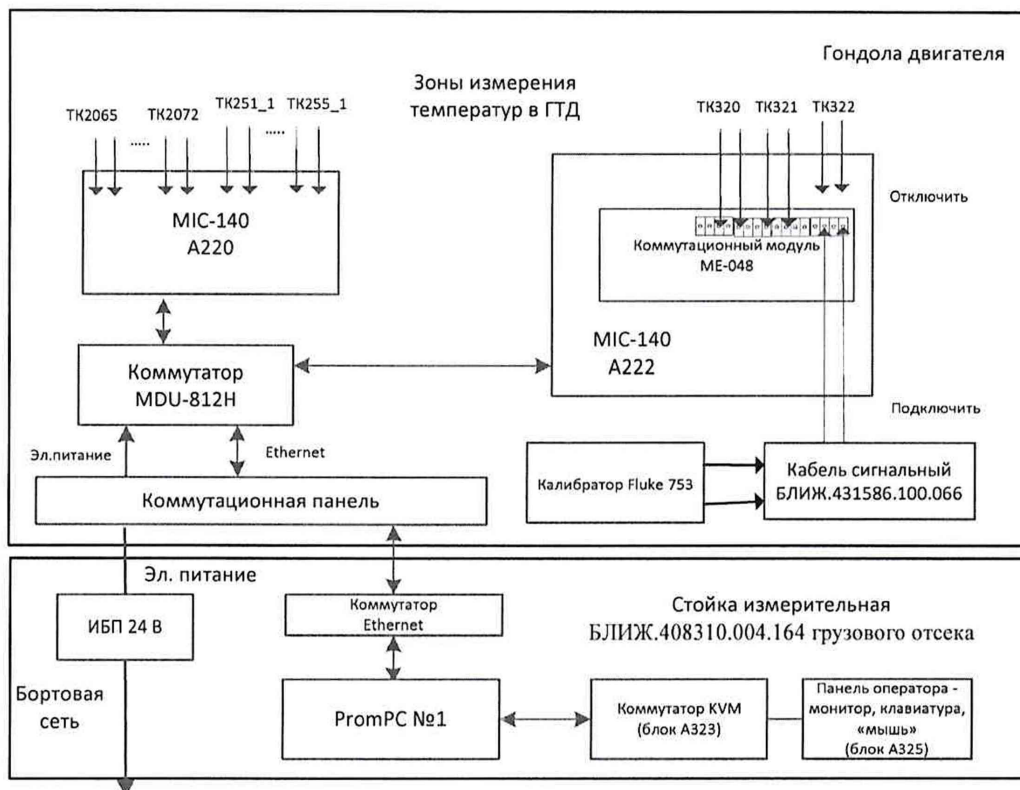 Гондола двигателя
Зоны измерения
температур в ГТД
ТК2065
.....
ТК2072
ТК251_1
.....
ТК255_1
ТК320
ТК321
ТК322
MIC-140
A220
Отключить
Коммутационный модуль
МЕ-048
MIC-140
A222
Коммутатор
MDU-812H
Подключить
Эл.питание
Ethernet
Коммутационная панель
Калибратор Fluke 753
Кабель сигнальный
БЛИЖ.431586.100.066
Эл. питание
ИБП 24 В
Коммутатор
Ethernet
Стойка измерительная
БЛИЖ.408310.004.164 грузового отсека
Бортовая
сеть
PromPC №1
Коммутатор KVM
(блок А323)
Панель оператора -
монитор, клавиатура,
«мышь»
(блок А325)